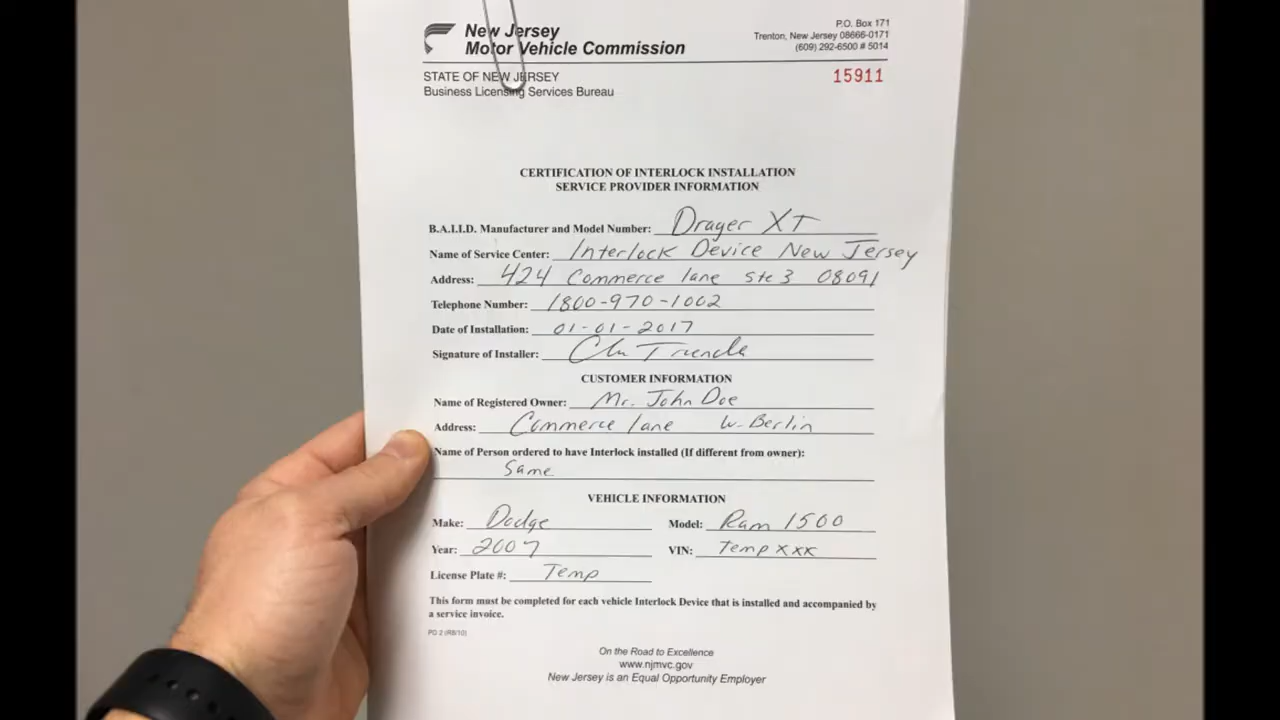 New Jersey
Motor Vehicle Commission
P.O. Box 171
Trenton, New Jersey 08666-0171
(609) 292-6500 # 5014
STATE OF NEW JERSEY
Business Licensing Services Bureau
15911
CERTIFICATION OF INTERLOCK INSTALLATION
SERVICE PROVIDER INFORMATION
B.A.I.I.D. Manufacturer and Model Number: Drager XT
Name of Service Center: Interlock Device New Jersey
Address: 424 Commerce lane Ste 3 08091
Telephone Number: 1800-970-1002
Date of Installation: 01-01-2017
Signature of Installer:
CUSTOMER INFORMATION
Name of Registered Owner: Mr. John Doe
Address: Commerce lane W. Berlin
Name of Person ordered to have Interlock installed (If different from owner):
Same
VEHICLE INFORMATION
Make: Dodge Model: Ram 1500
Year: 2007 VIN: Temp xxx
License Plate #: Temp
This form must be completed for each vehicle Interlock Device that is installed and accompanied by
a service invoice.
PO 2 (R8/10)
On the Road to Excellence
www.njmvc.gov
New Jersey is an Equal Opportunity Employer